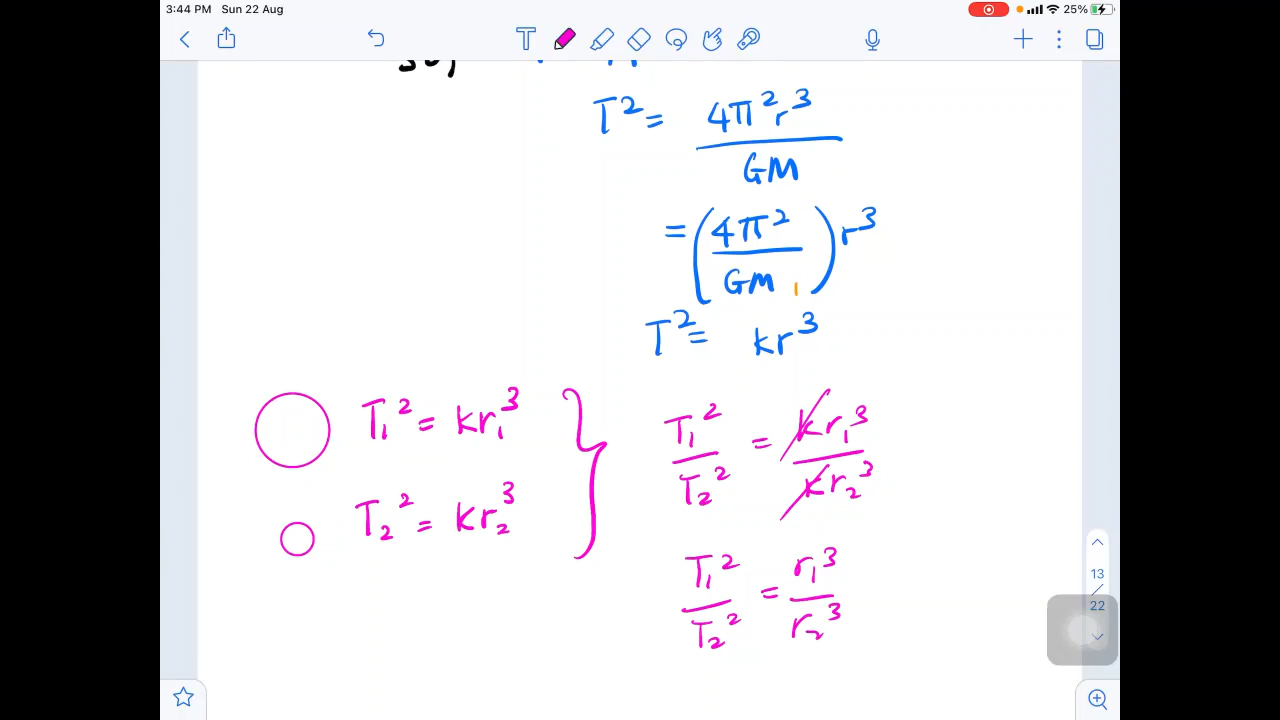 3:44 PM Sun 22 Aug 25%
T
so,
T² = 4π²r³ / GM
= (4π² / GM) r³
T² = kr³
T₁² = kr₁³
T₂² = kr₂³
T₁² / T₂² = kr₁³ / kr₂³
T₁² / T₂² = r₁³ / r₂³
13 / 22